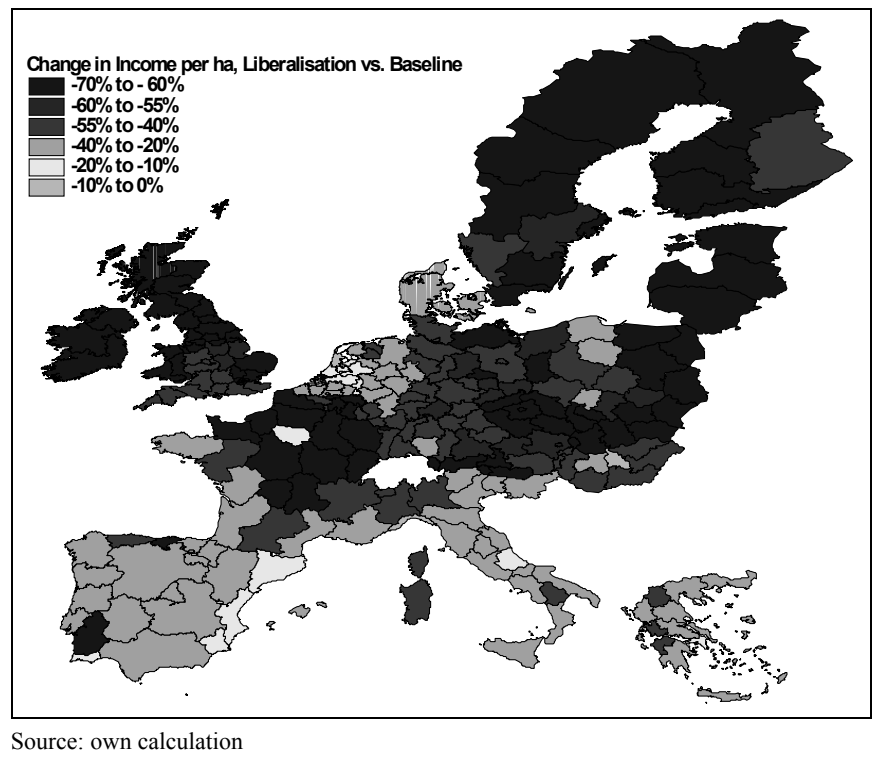 Change in Income per ha, Liberalisation vs. Baseline
-70% to - 60%
-60% to -55%
-55% to -40%
-40% to -20%
-20% to -10%
-10% to 0%
Source: own calculation